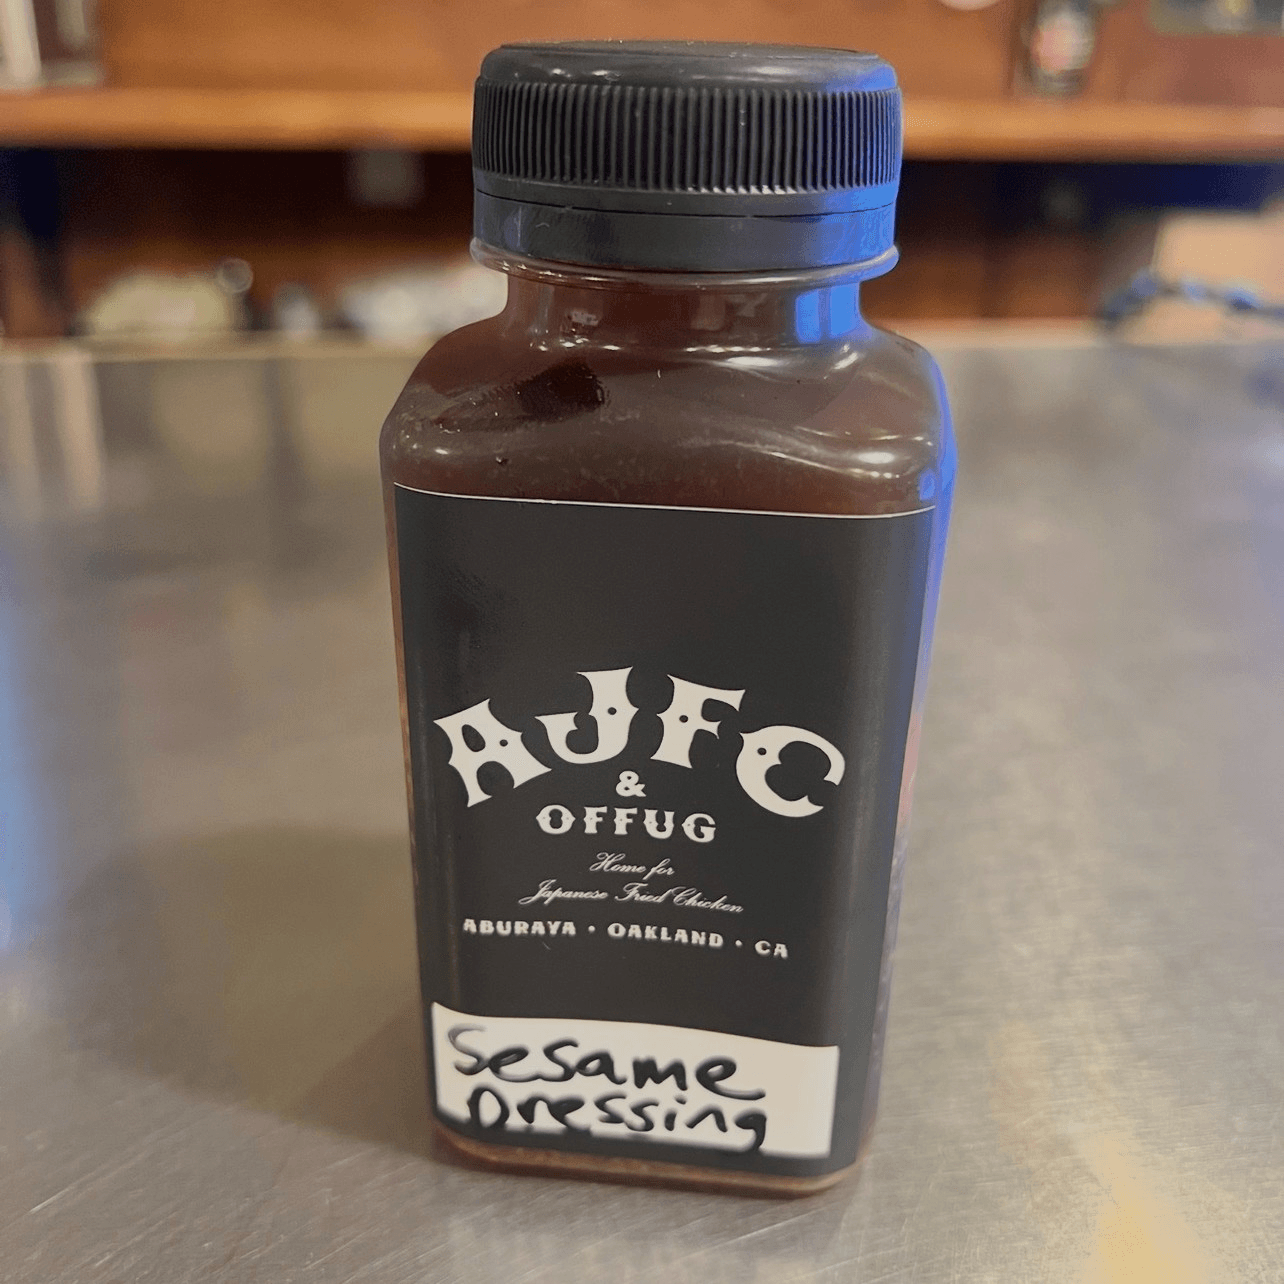 AJFC
&
OFFUG
Home for
Japanese Fried Chicken
ABURAYA • OAKLAND • CA
Sesame
Dressing